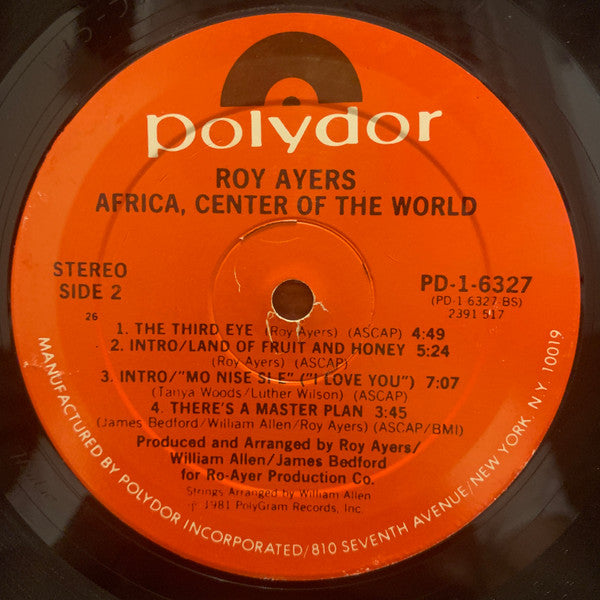 polydor
ROY AYERS
AFRICA, CENTER OF THE WORLD
STEREO
SIDE 2
PD-1-6327
(PD-1 6327 BS)
2391 517
26
1. THE THIRD EYE (Roy Ayers) (ASCAP) 4:49
2. INTRO/LAND OF FRUIT AND HONEY 5:24
(Roy Ayers) (ASCAP)
3. INTRO/"MO NISE SI E" ("I LOVE YOU") 7:07
(Tanya Woods/Luther Wilson) (ASCAP)
4. THERE'S A MASTER PLAN 3:45
(James Bedford/William Allen/Roy Ayers) (ASCAP/BMI)
Produced and Arranged by Roy Ayers/
William Allen/James Bedford
for Ro-Ayer Production Co.
Strings Arranged by William Allen
℗ 1981 PolyGram Records, Inc.
MANUFACTURED BY POLYDOR INCORPORATED/810 SEVENTH AVENUE/NEW YORK, N.Y. 10019